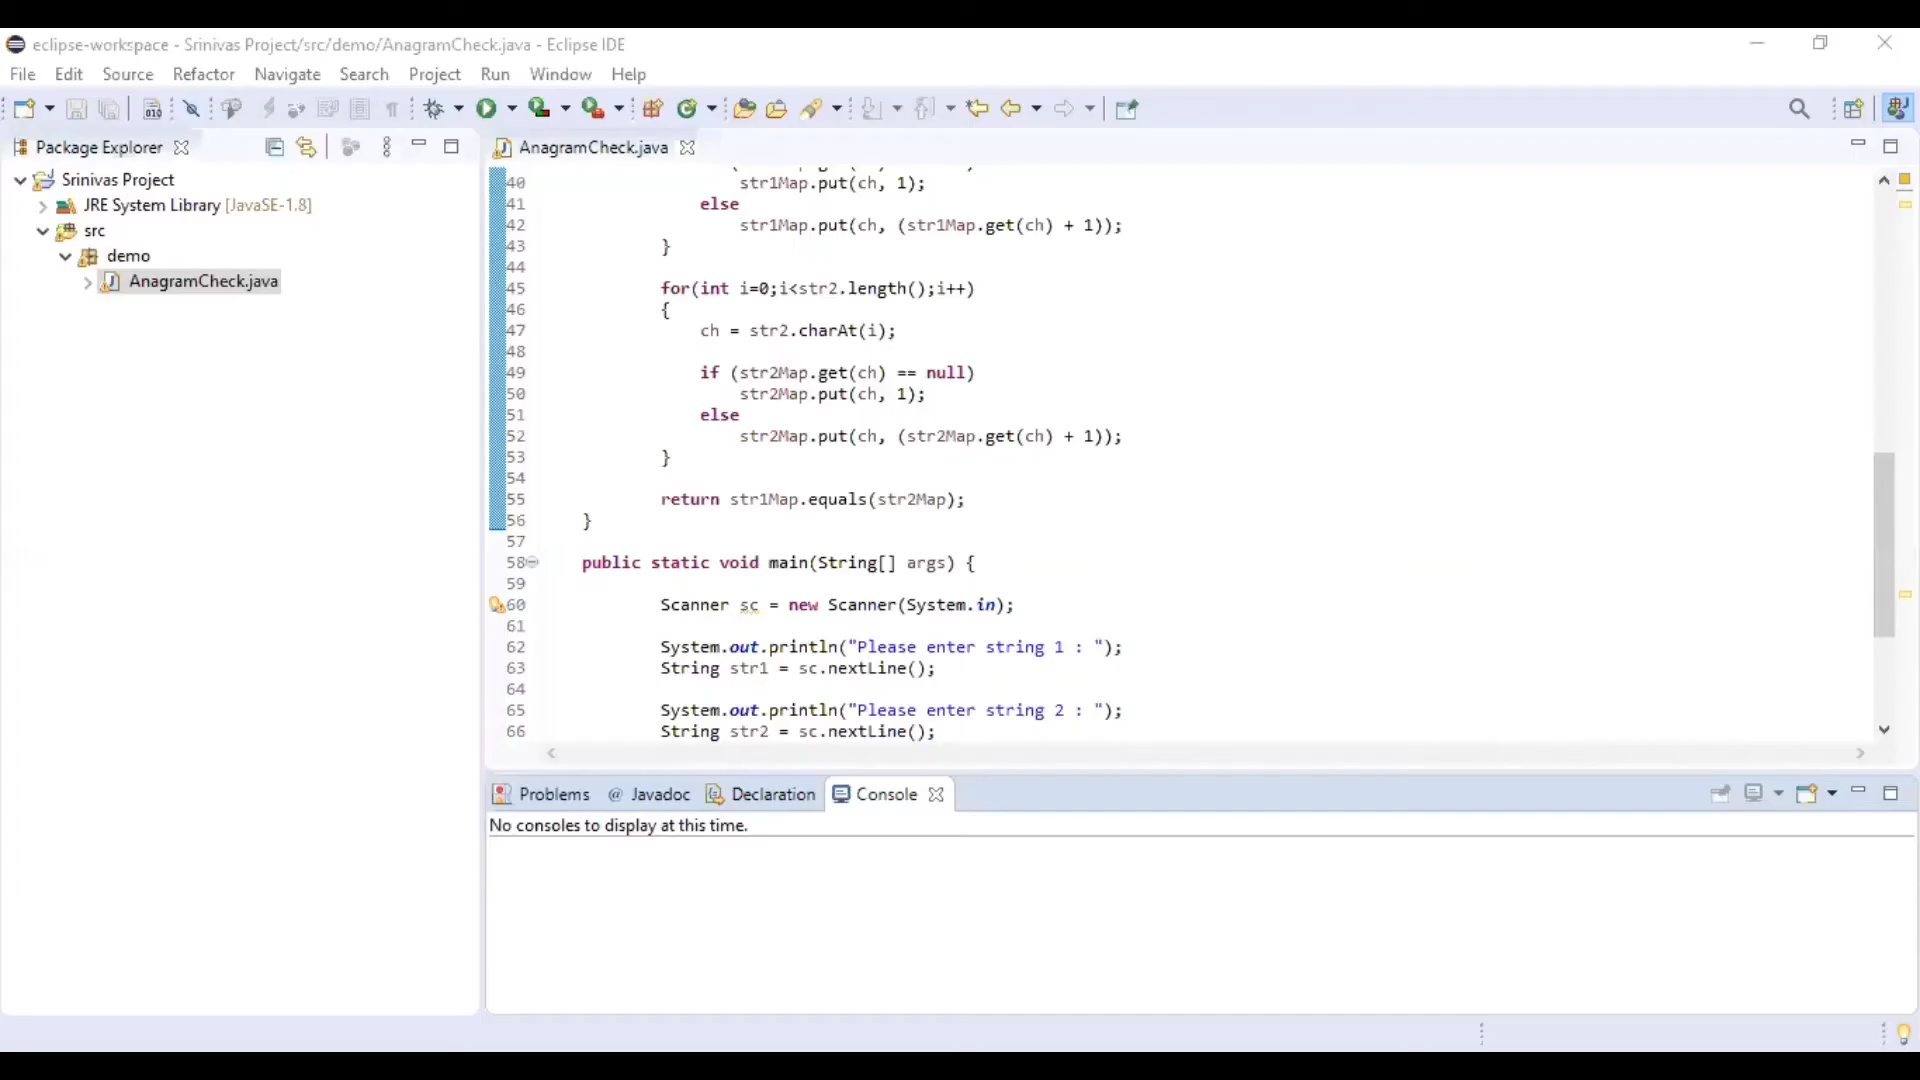 eclipse-workspace - Srinivas Project/src/demo/AnagramCheck.java - Eclipse IDE
File Edit Source Refactor Navigate Search Project Run Window Help
Package Explorer
AnagramCheck.java
Srinivas Project
JRE System Library [JavaSE-1.8]
src
demo
AnagramCheck.java
40 str1Map.put(ch, 1);
41 else
42 str1Map.put(ch, (str1Map.get(ch) + 1));
43 }
44
45 for(int i=0;i<str2.length();i++)
46 {
47 ch = str2.charAt(i);
48
49 if (str2Map.get(ch) == null)
50 str2Map.put(ch, 1);
51 else
52 str2Map.put(ch, (str2Map.get(ch) + 1));
53 }
54
55 return str1Map.equals(str2Map);
56 }
57
58 public static void main(String[] args) {
59
60 Scanner sc = new Scanner(System.in);
61
62 System.out.println("Please enter string 1 : ");
63 String str1 = sc.nextLine();
64
65 System.out.println("Please enter string 2 : ");
66 String str2 = sc.nextLine();
Problems @ Javadoc Declaration Console
No consoles to display at this time.